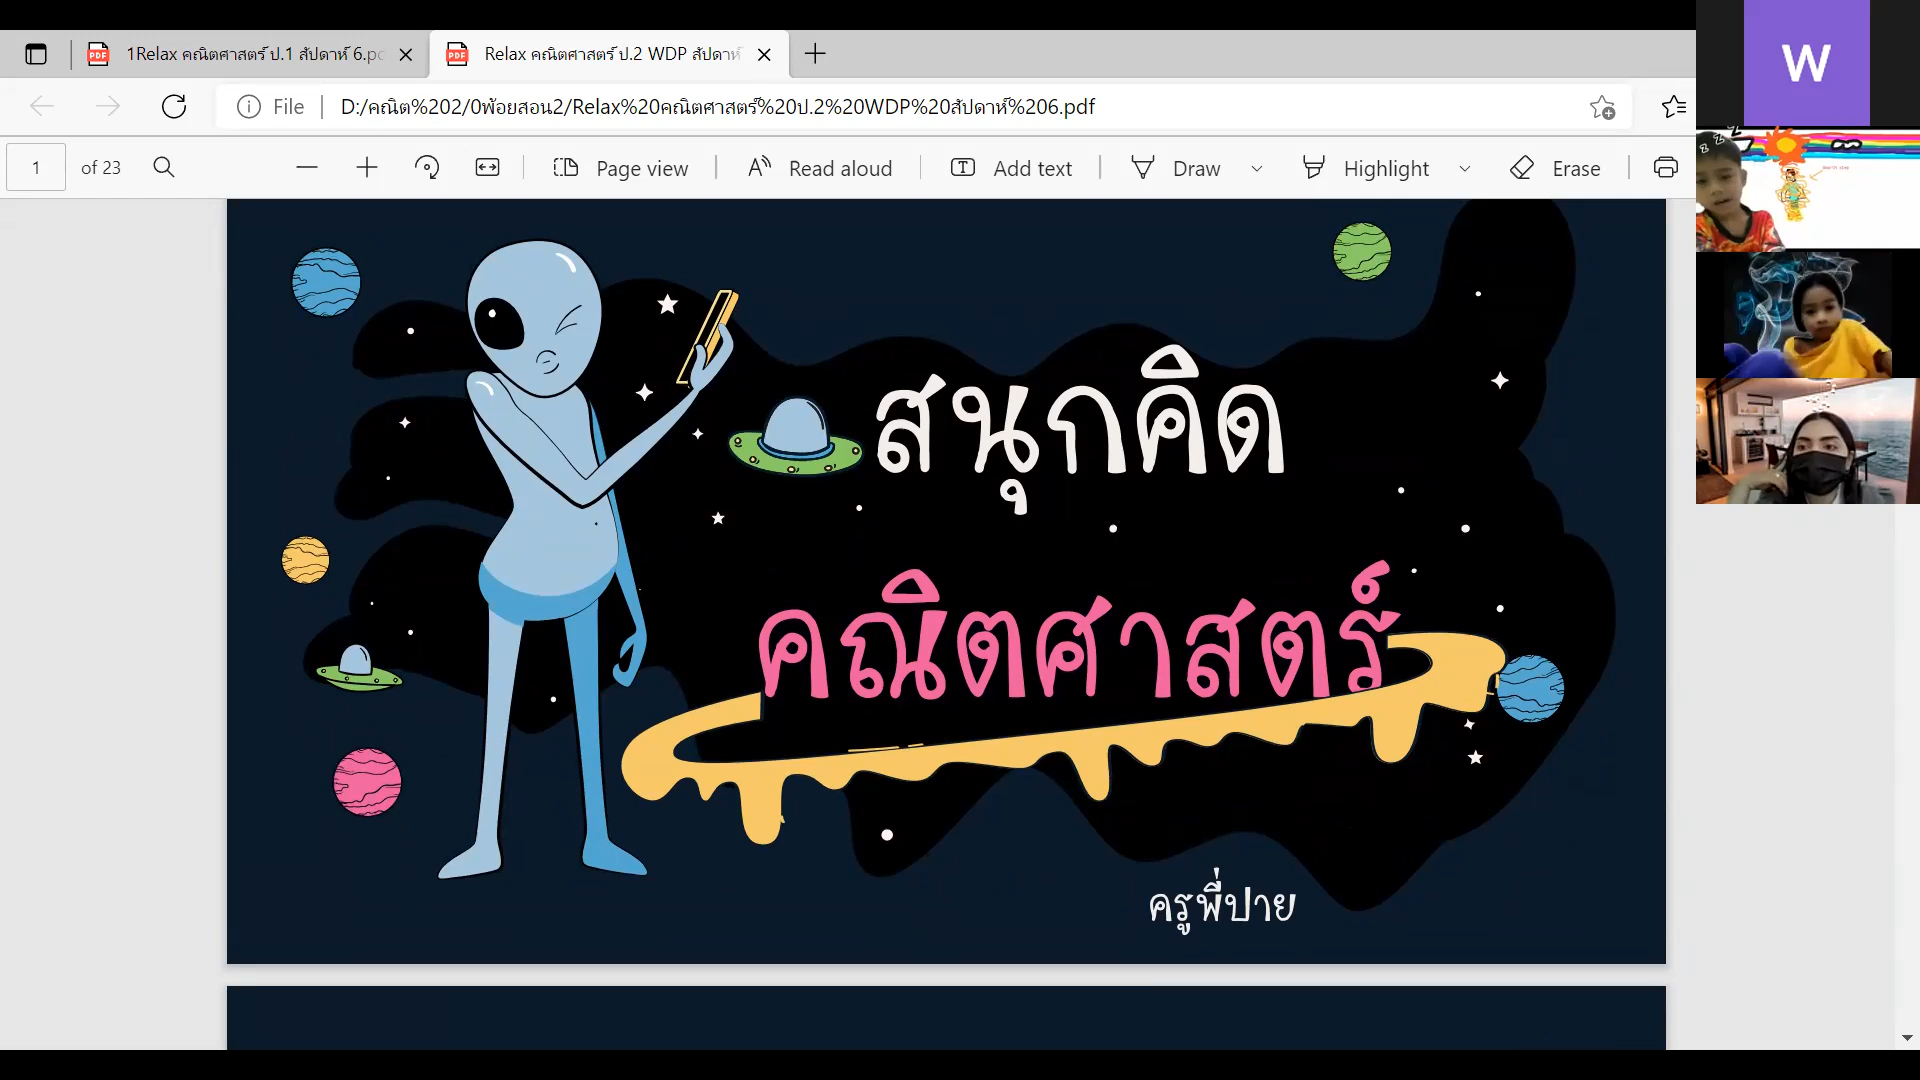 1Relax คณิตศาสตร์ ป.1 สัปดาห์ 6.pd
Relax คณิตศาสตร์ ป.2 WDP สัปดาห์
File
D:/คณิต%202/0พ้อยสอน2/Relax%20คณิตศาสตร์%20ป.2%20WDP%20สัปดาห์%206.pdf
1 of 23
Page view
Read aloud
Add text
Draw
Highlight
Erase
W
z z z
สนุกคิด
คณิตศาสตร์
ครูพี่ปาย